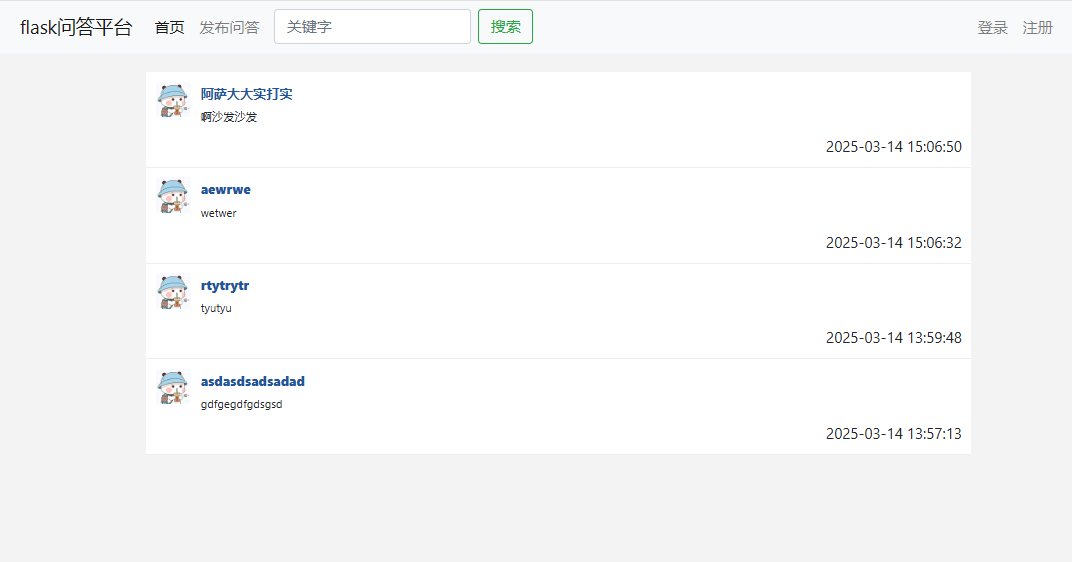 flask问答平台 首页 发布问答 关键字 搜索 登录 注册
阿萨大大实打实
啊沙发沙发
2025-03-14 15:06:50
aewrwe
wetwer
2025-03-14 15:06:32
rtytrytr
tyutyu
2025-03-14 13:59:48
asdasdsadsadad
gdfgegdfgdsgsd
2025-03-14 13:57:13